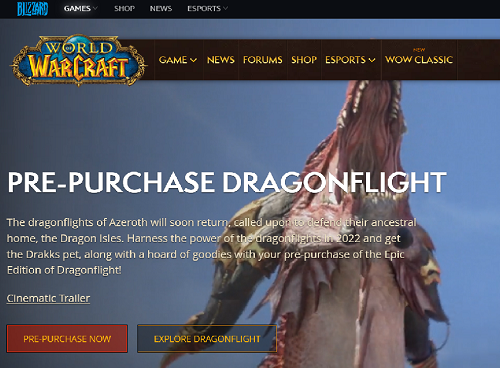 BLIZZARD
GAMES SHOP NEWS ESPORTS
WORLD
WARCRAFT
NEW
GAME NEWS FORUMS SHOP ESPORTS WOW CLASSIC
PRE-PURCHASE DRAGONFLIGHT
The dragonflights of Azeroth will soon return, called upon to defend their ancestral
home, the Dragon Isles. Harness the power of the dragonflights in 2022 and get
the Drakks pet, along with a hoard of goodies with your pre-purchase of the Epic
Edition of Dragonflight!
Cinematic Trailer
PRE-PURCHASE NOW EXPLORE DRAGONFLIGHT